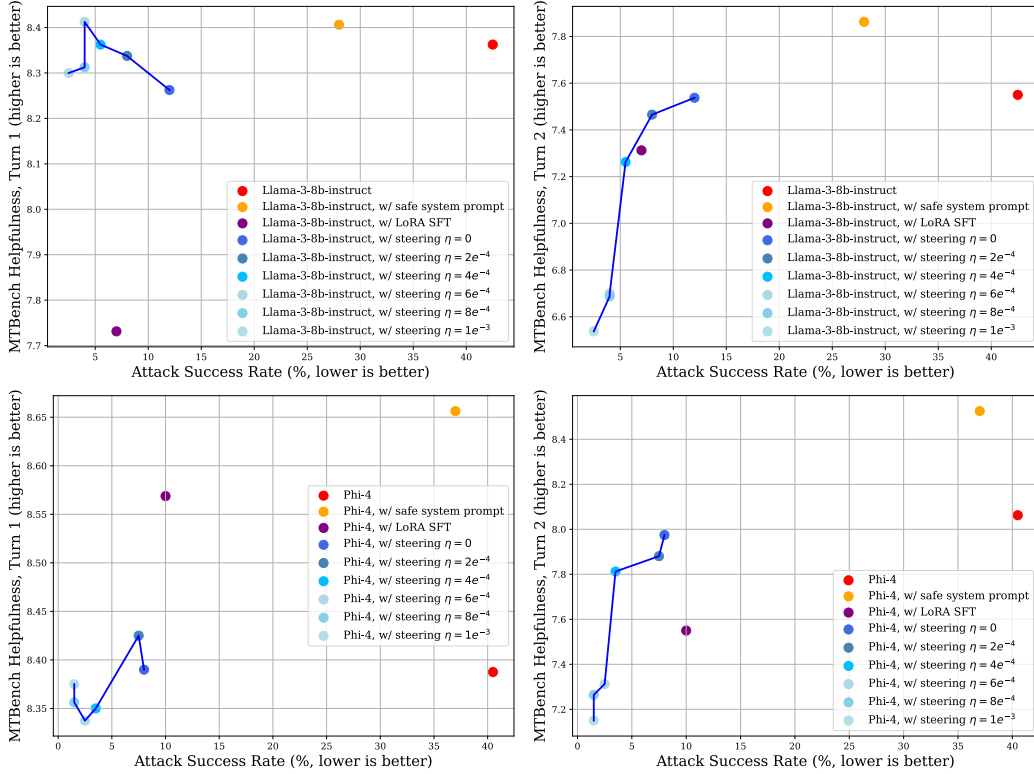 MTBench Helpfulness, Turn 1 (higher is better)
8.4
8.3
8.2
8.1
8.0
7.9
7.8
7.7
5
10
15
20
25
30
35
40
Attack Success Rate (%, lower is better)
Llama-3-8b-instruct
Llama-3-8b-instruct, w/ safe system prompt
Llama-3-8b-instruct, w/ LoRA SFT
Llama-3-8b-instruct, w/ steering η = 0
Llama-3-8b-instruct, w/ steering η = 2e⁻⁴
Llama-3-8b-instruct, w/ steering η = 4e⁻⁴
Llama-3-8b-instruct, w/ steering η = 6e⁻⁴
Llama-3-8b-instruct, w/ steering η = 8e⁻⁴
Llama-3-8b-instruct, w/ steering η = 1e⁻³
MTBench Helpfulness, Turn 2 (higher is better)
7.8
7.6
7.4
7.2
7.0
6.8
6.6
5
10
15
20
25
30
35
40
Attack Success Rate (%, lower is better)
Llama-3-8b-instruct
Llama-3-8b-instruct, w/ safe system prompt
Llama-3-8b-instruct, w/ LoRA SFT
Llama-3-8b-instruct, w/ steering η = 0
Llama-3-8b-instruct, w/ steering η = 2e⁻⁴
Llama-3-8b-instruct, w/ steering η = 4e⁻⁴
Llama-3-8b-instruct, w/ steering η = 6e⁻⁴
Llama-3-8b-instruct, w/ steering η = 8e⁻⁴
Llama-3-8b-instruct, w/ steering η = 1e⁻³
MTBench Helpfulness, Turn 1 (higher is better)
8.65
8.60
8.55
8.50
8.45
8.40
8.35
0
5
10
15
20
25
30
35
40
Attack Success Rate (%, lower is better)
Phi-4
Phi-4, w/ safe system prompt
Phi-4, w/ LoRA SFT
Phi-4, w/ steering η = 0
Phi-4, w/ steering η = 2e⁻⁴
Phi-4, w/ steering η = 4e⁻⁴
Phi-4, w/ steering η = 6e⁻⁴
Phi-4, w/ steering η = 8e⁻⁴
Phi-4, w/ steering η = 1e⁻³
MTBench Helpfulness, Turn 2 (higher is better)
8.4
8.2
8.0
7.8
7.6
7.4
7.2
0
5
10
15
20
25
30
35
40
Attack Success Rate (%, lower is better)
Phi-4
Phi-4, w/ safe system prompt
Phi-4, w/ LoRA SFT
Phi-4, w/ steering η = 0
Phi-4, w/ steering η = 2e⁻⁴
Phi-4, w/ steering η = 4e⁻⁴
Phi-4, w/ steering η = 6e⁻⁴
Phi-4, w/ steering η = 8e⁻⁴
Phi-4, w/ steering η = 1e⁻³